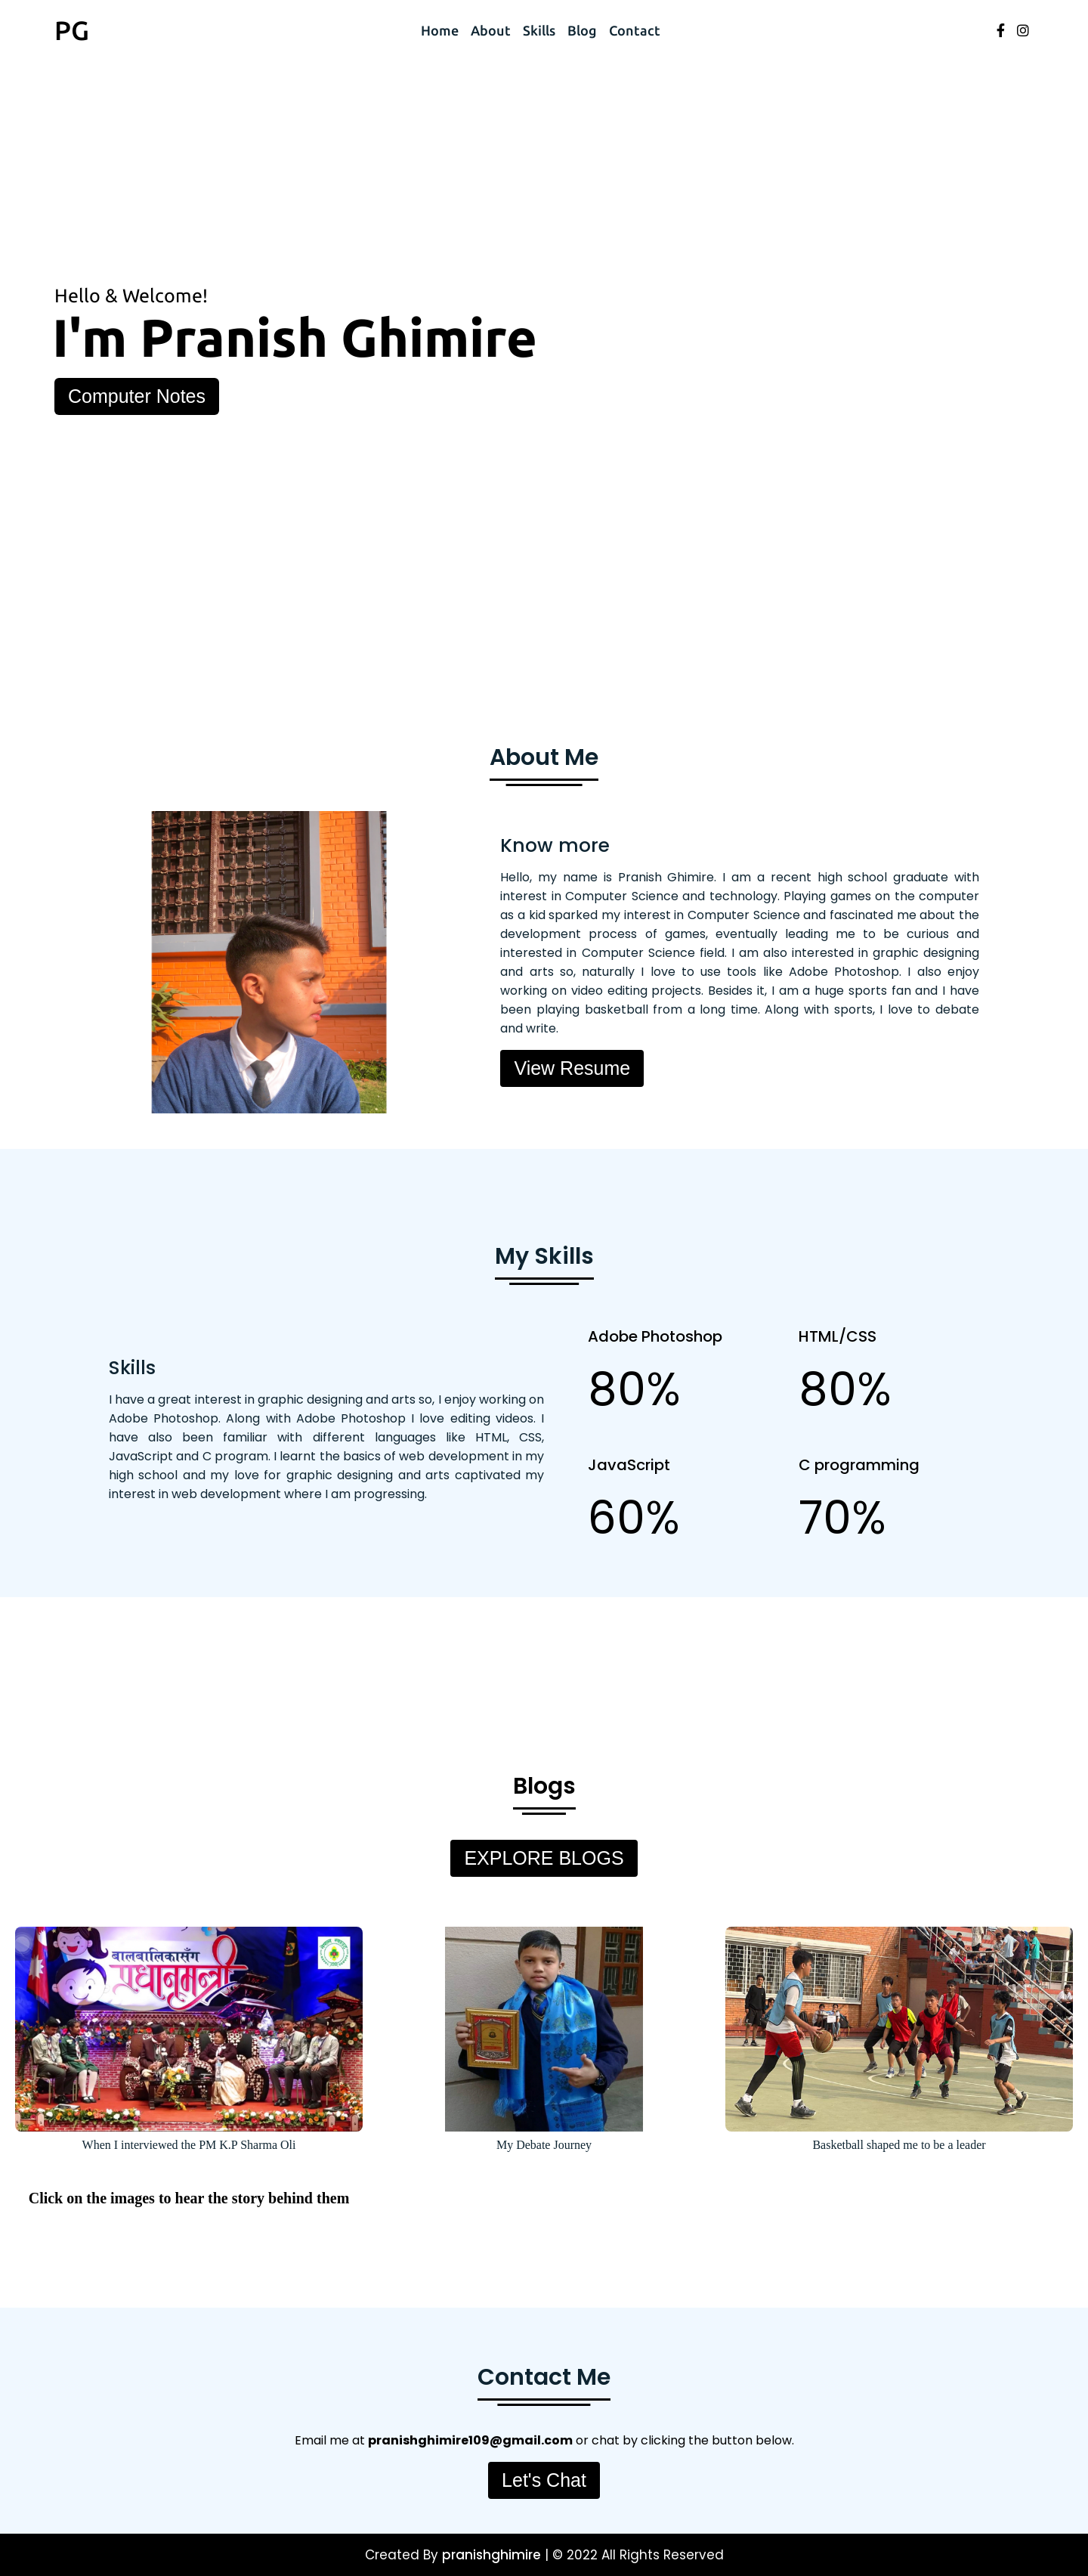 PG
Home About Skills Blog Contact
Hello & Welcome!
I'm Pranish Ghimire
Computer Notes
About Me
Know more
Hello, my name is Pranish Ghimire. I am a recent high school graduate with
interest in Computer Science and technology. Playing games on the computer
as a kid sparked my interest in Computer Science and fascinated me about the
development process of games, eventually leading me to be curious and
interested in Computer Science field. I am also interested in graphic designing
and arts so, naturally I love to use tools like Adobe Photoshop. I also enjoy
working on video editing projects. Besides it, I am a huge sports fan and I have
been playing basketball from a long time. Along with sports, I love to debate
and write.
View Resume
My Skills
Skills
I have a great interest in graphic designing and arts so, I enjoy working on
Adobe Photoshop. Along with Adobe Photoshop I love editing videos. I
have also been familiar with different languages like HTML, CSS,
JavaScript and C program. I learnt the basics of web development in my
high school and my love for graphic designing and arts captivated my
interest in web development where I am progressing.
Adobe Photoshop
80%
HTML/CSS
80%
JavaScript
60%
C programming
70%
Blogs
EXPLORE BLOGS
बालबालिकासँग
प्रधानमन्त्री
When I interviewed the PM K.P Sharma Oli
My Debate Journey
Basketball shaped me to be a leader
Click on the images to hear the story behind them
Contact Me
Email me at pranishghimire109@gmail.com or chat by clicking the button below.
Let's Chat
Created By pranishghimire | © 2022 All Rights Reserved